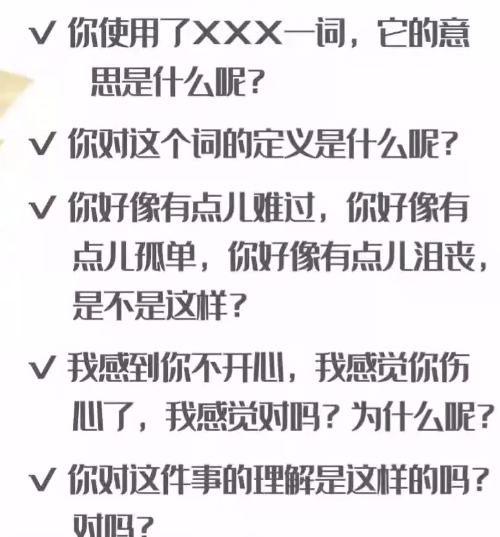 ✓ 你使用了XXX一词，它的意
思是什么呢？
✓ 你对这个词的定义是什么呢？
✓ 你好像有点儿难过，你好像有
点儿孤单，你好像有点儿沮丧，
是不是这样？
✓ 我感到你不开心，我感觉你伤
心了，我感觉对吗？为什么呢？
✓ 你对这件事的理解是这样的吗？
对吗？